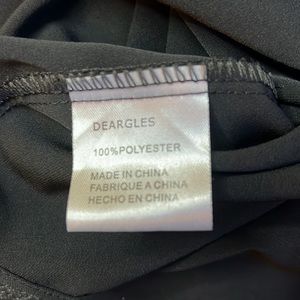 DEARGLES
100%POLYESTER
MADE IN CHINA
FABRIQUE A CHINA
HECHO EN CHINA